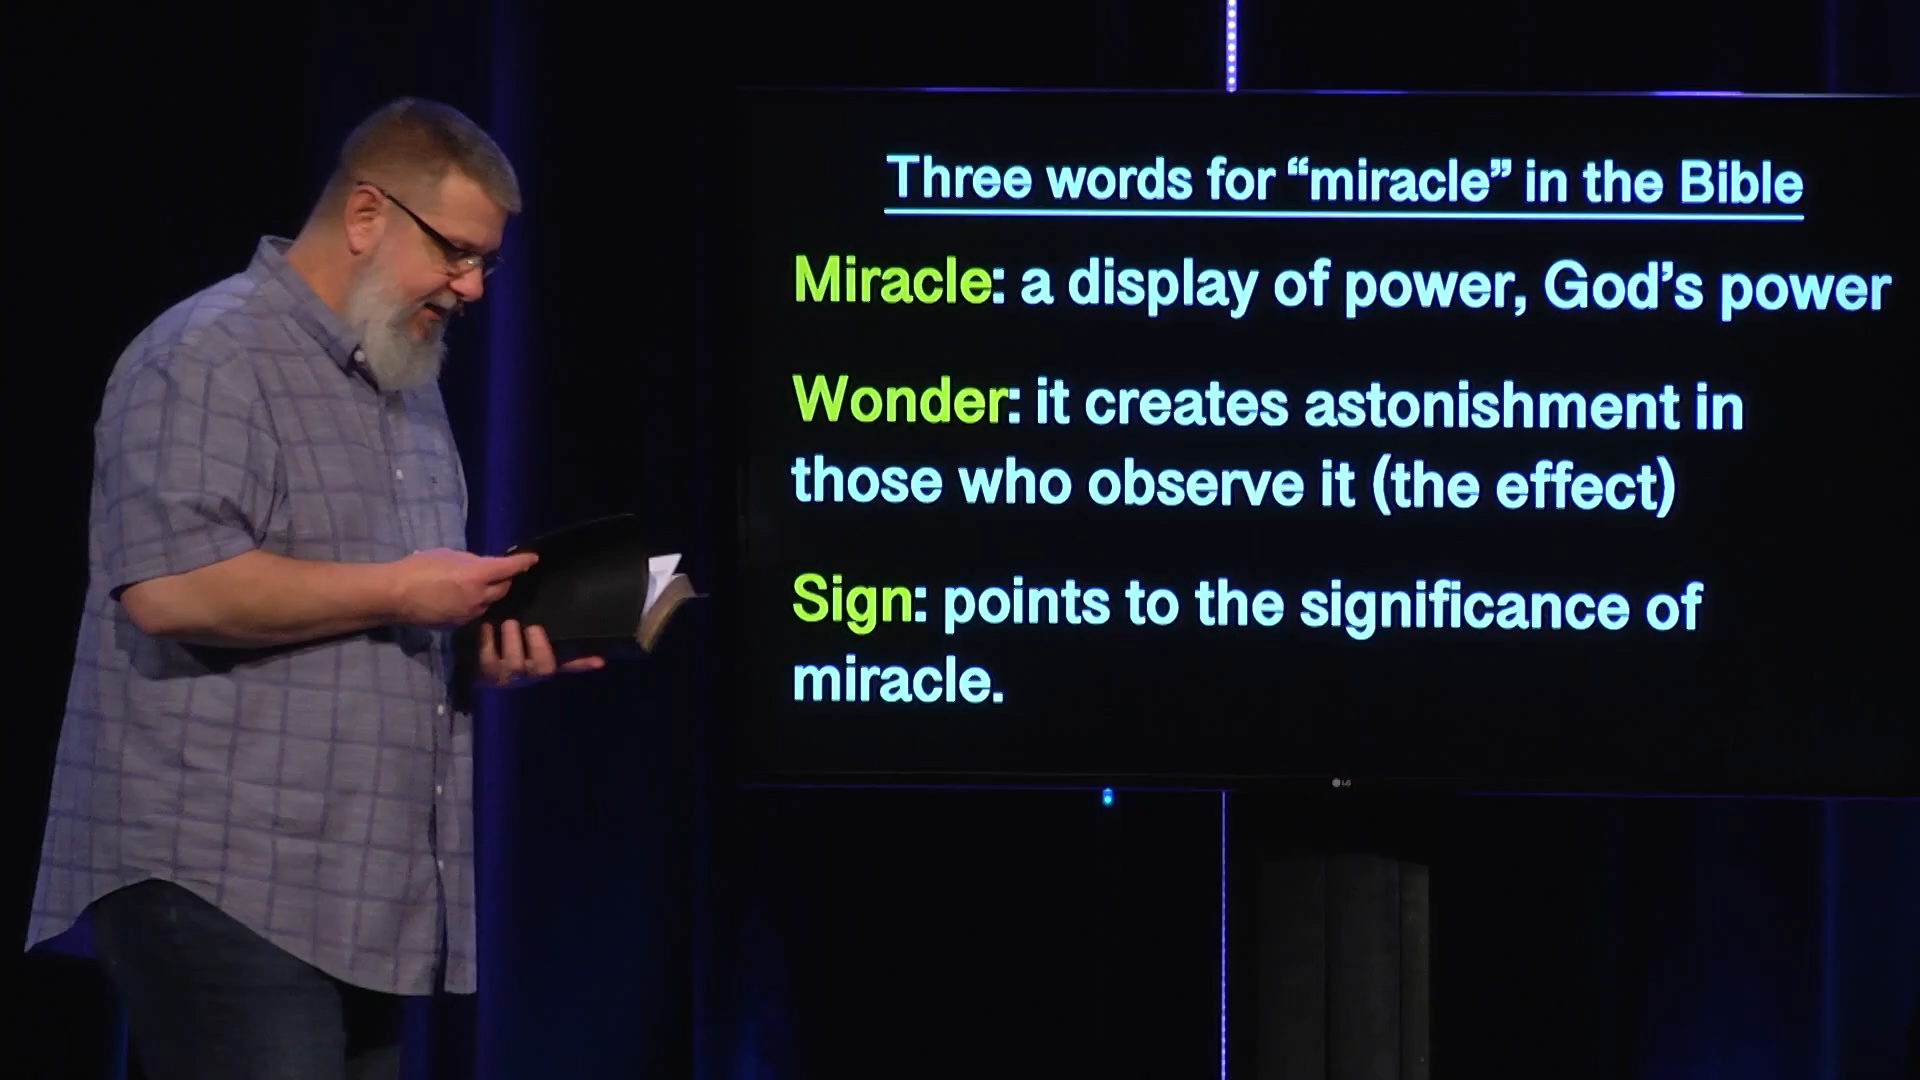 Three words for “miracle” in the Bible
Miracle: a display of power, God’s power
Wonder: it creates astonishment in
those who observe it (the effect)
Sign: points to the significance of
miracle.
LG